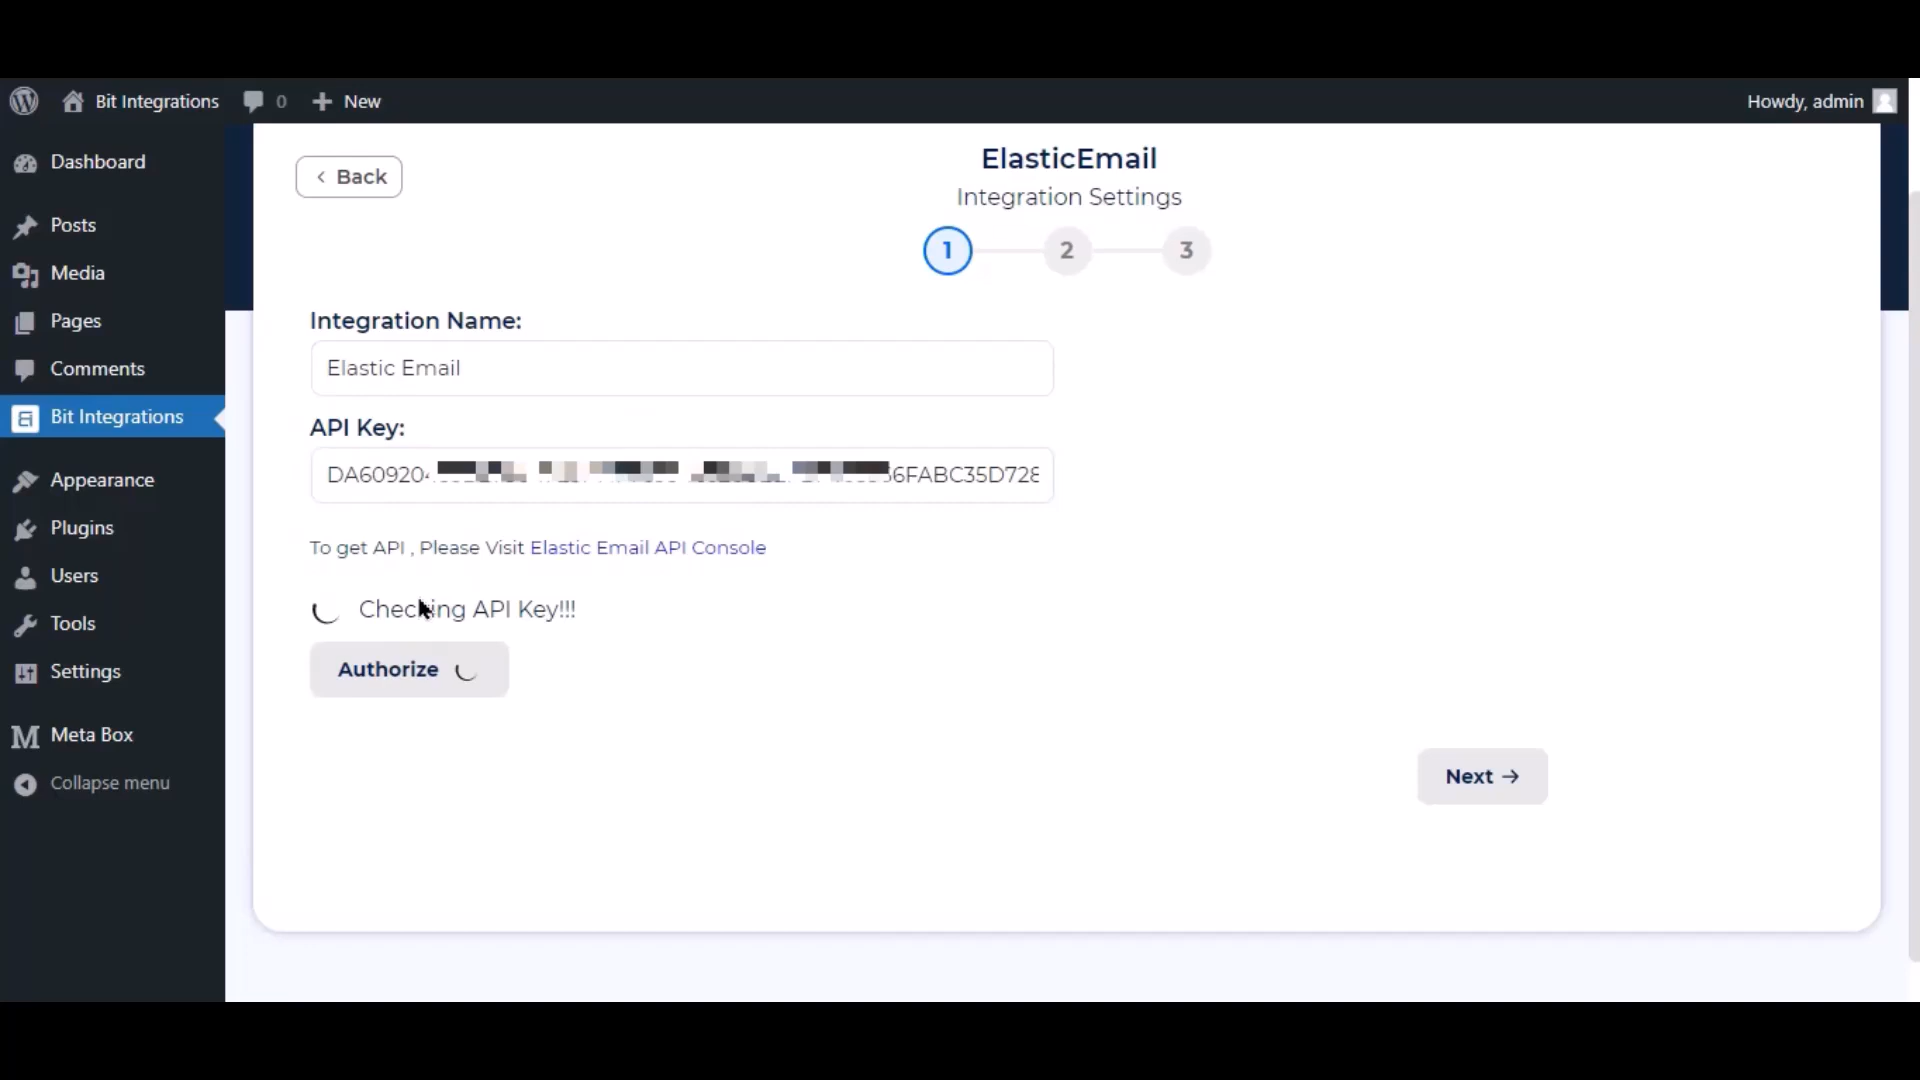 Bit Integrations 0 New Howdy, admin
Dashboard
Posts
Media
Pages
Comments
Bit Integrations
Appearance
Plugins
Users
Tools
Settings
Meta Box
Collapse menu
Back
ElasticEmail
Integration Settings
1 2 3
Integration Name:
Elastic Email
API Key:
DA60920 6FABC35D728
To get API , Please Visit Elastic Email API Console
Checking API Key!!!
Authorize
Next →